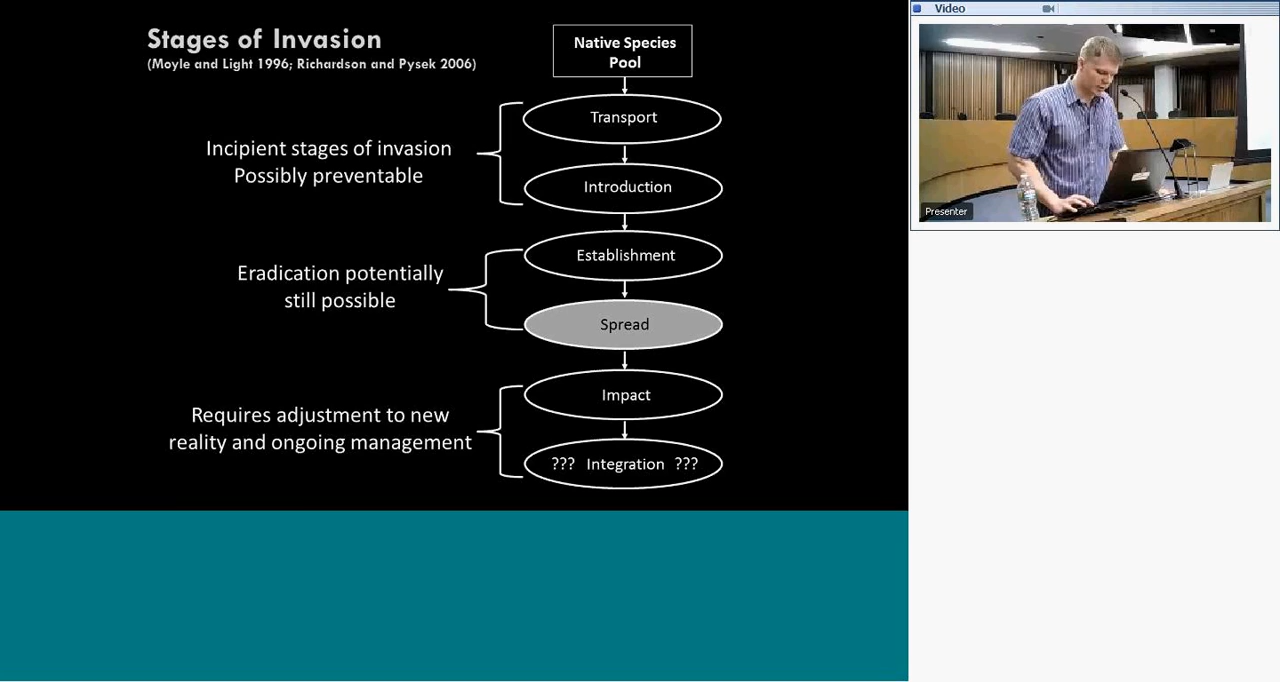 Stages of Invasion
(Moyle and Light 1996; Richardson and Pysek 2006)
Native Species
Pool
Transport
Incipient stages of invasion
Possibly preventable
Introduction
Establishment
Eradication potentially
still possible
Spread
Impact
Requires adjustment to new
reality and ongoing management
??? Integration ???
Video
Presenter